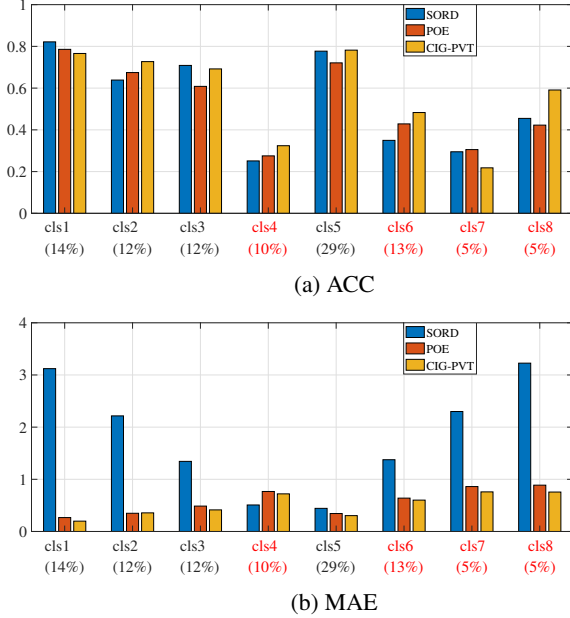 1
0.8
0.6
0.4
0.2
0
SORD
POE
CIG-PVT
cls1 cls2 cls3 cls4 cls5 cls6 cls7 cls8
(14%) (12%) (12%) (10%) (29%) (13%) (5%) (5%)
(a) ACC
4
3
2
1
0
SORD
POE
CIG-PVT
cls1 cls2 cls3 cls4 cls5 cls6 cls7 cls8
(14%) (12%) (12%) (10%) (29%) (13%) (5%) (5%)
(b) MAE